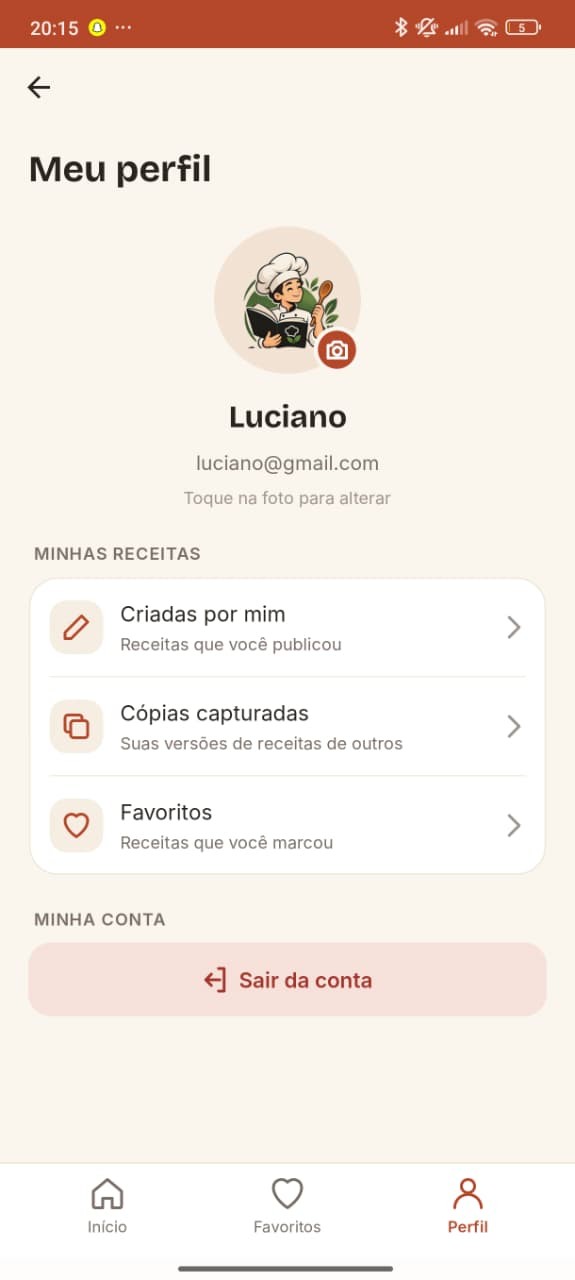 20:15
5
Meu perfil
Luciano
luciano@gmail.com
Toque na foto para alterar
MINHAS RECEITAS
Criadas por mim
Receitas que você publicou
Cópias capturadas
Suas versões de receitas de outros
Favoritos
Receitas que você marcou
MINHA CONTA
Sair da conta
Início
Favoritos
Perfil